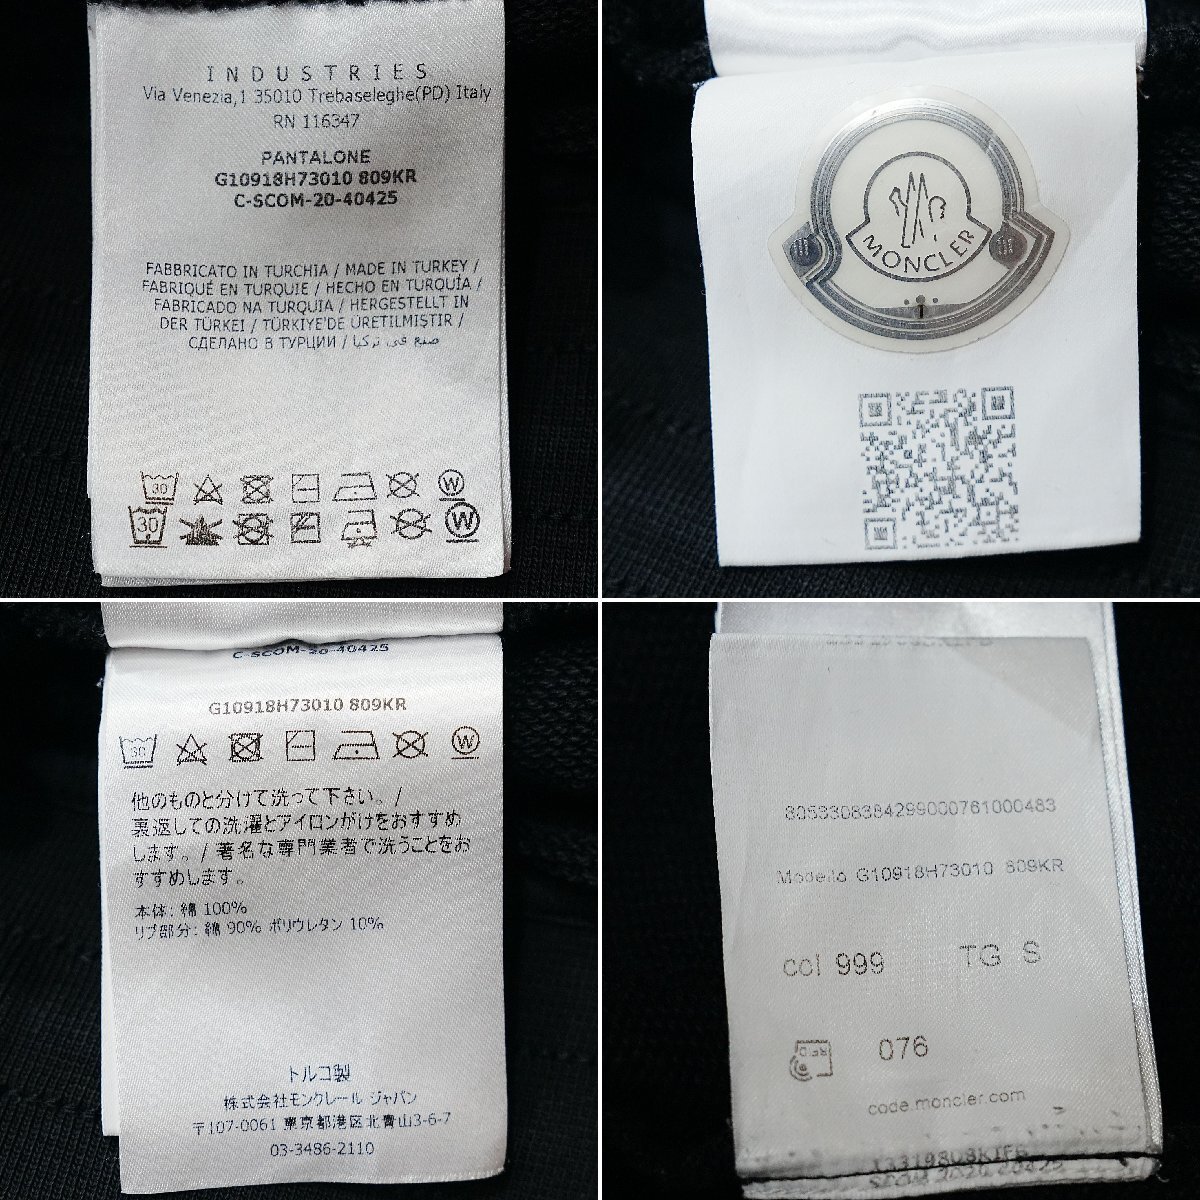 INDUSTRIES
Via Venezia,1 35010 Trebaseleghe(PD) Italy
RN 116347
PANTALONE
G10918H73010 809KR
C-SCOM-20-40425
FABBRICATO IN TURCHIA / MADE IN TURKEY /
FABRIQUÉ EN TURQUIE / HECHO EN TURQUÍA /
FABRICADO NA TURQUIA / HERGESTELLT IN
DER TÜRKEI / TÜRKIYE'DE ÜRETILMIŞTIR /
СДЕЛАНО В ТУРЦИИ / صنع في تركيا
30
W
30
W
MONCLER
C-SCOM-20-40425
G10918H73010 809KR
30
W
他のものと分けて洗って下さい。/
裏返しての洗濯とアイロンがけをおすすめ
します。/ 著名な専門業者で洗うことをお
すすめします。
本体: 綿 100%
リブ部分: 綿 90% ポリウレタン 10%
トルコ製
株式会社モンクレール ジャパン
〒107-0061 東京都港区北青山3-6-7
03-3486-2110
8053308384299000761000483
Modello G10918H73010 809KR
col 999 TG S
RFID 076
code.moncler.com